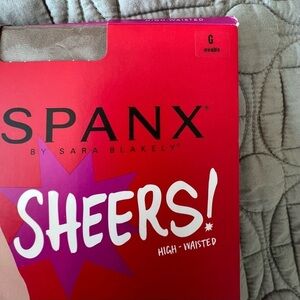 HIGH-WAISTED
G
SPANX®
BY SARA BLAKELY®
SHEERS!
HIGH-WAISTED